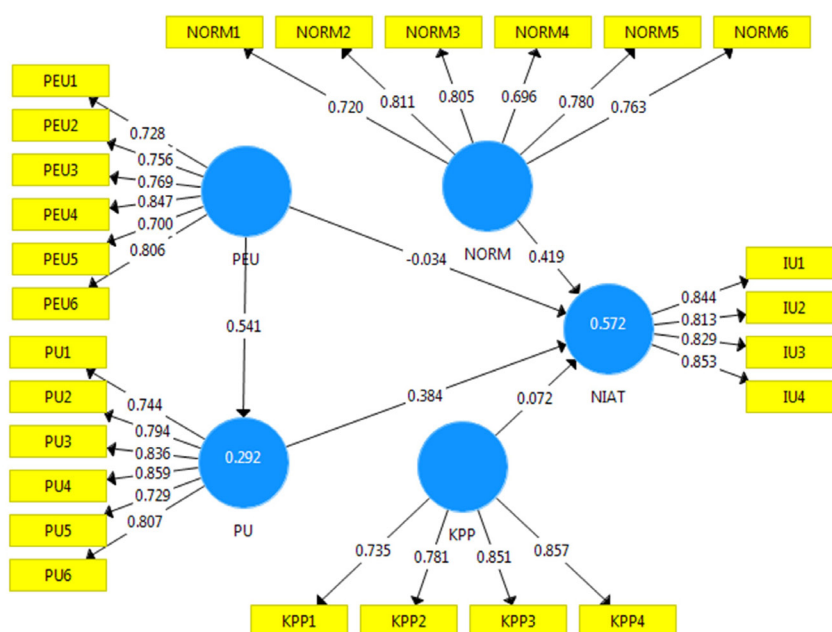 NORM1 NORM2 NORM3 NORM4 NORM5 NORM6
0.720 0.811 0.805 0.696 0.780 0.763
NORM
0.419
PEU1
PEU2
PEU3
PEU4
PEU5
PEU6
0.728
0.756
0.769
0.847
0.700
0.806
PEU
-0.034
0.541
PU1
PU2
PU3
PU4
PU5
PU6
0.744
0.794
0.836
0.859
0.729
0.807
0.292
PU
0.384
0.572
NIAT
0.844
0.813
0.829
0.853
IU1
IU2
IU3
IU4
0.072
KPP
0.735 0.781 0.851 0.857
KPP1 KPP2 KPP3 KPP4